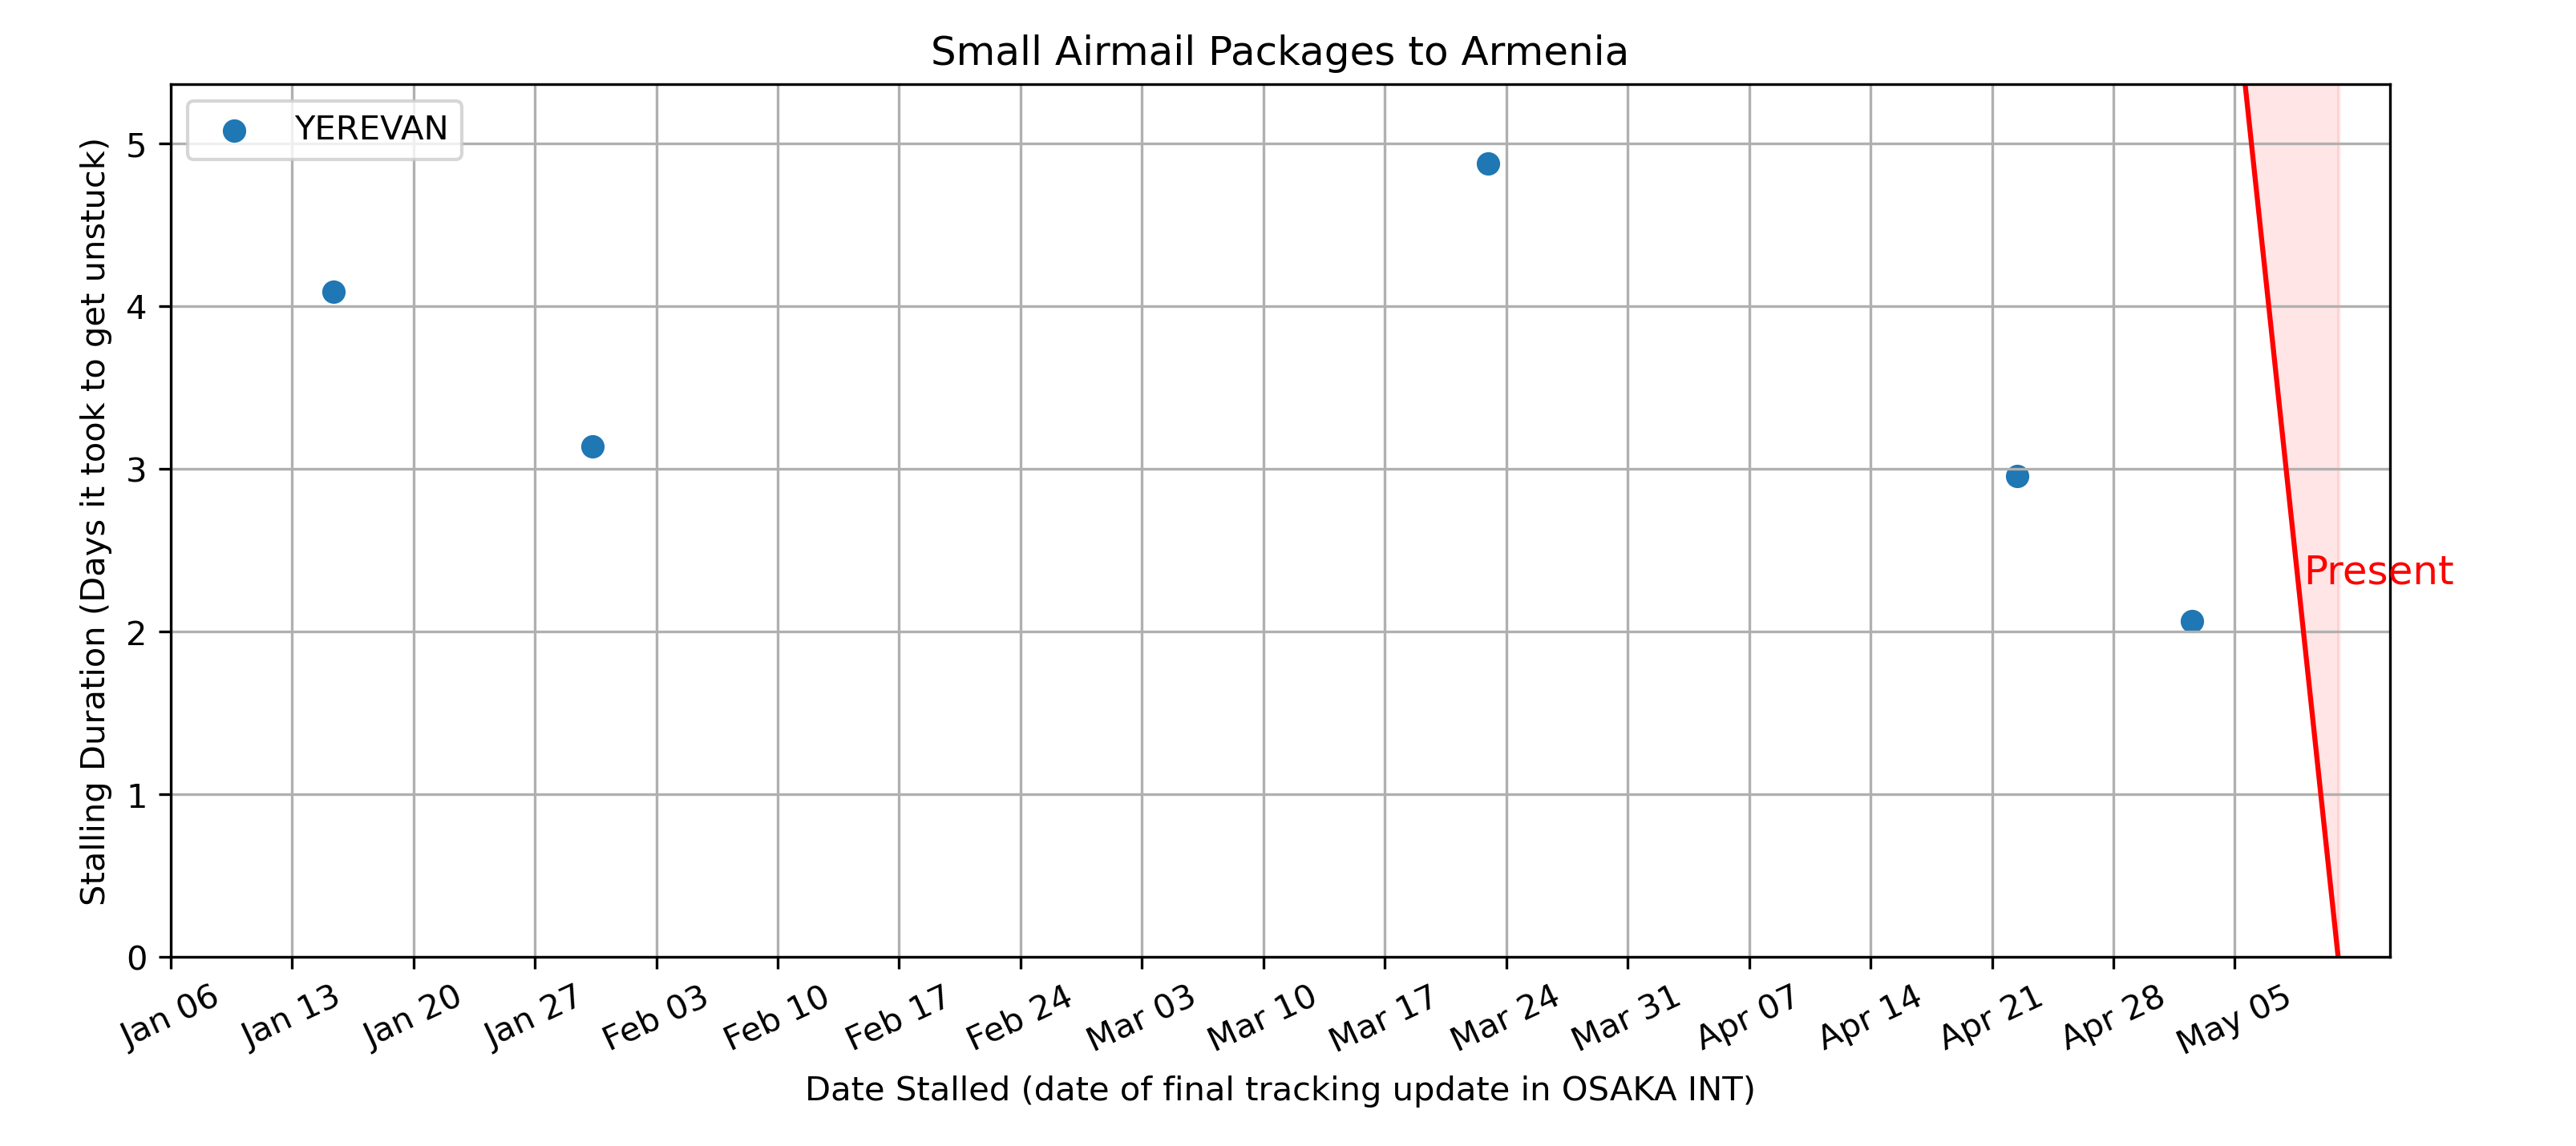 Small Airmail Packages to Armenia
YEREVAN
Stalling Duration (Days it took to get unstuck)
5
4
3
2
1
0
Present
Jan 06
Jan 13
Jan 20
Jan 27
Feb 03
Feb 10
Feb 17
Feb 24
Mar 03
Mar 10
Mar 17
Mar 24
Mar 31
Apr 07
Apr 14
Apr 21
Apr 28
May 05
Date Stalled (date of final tracking update in OSAKA INT)